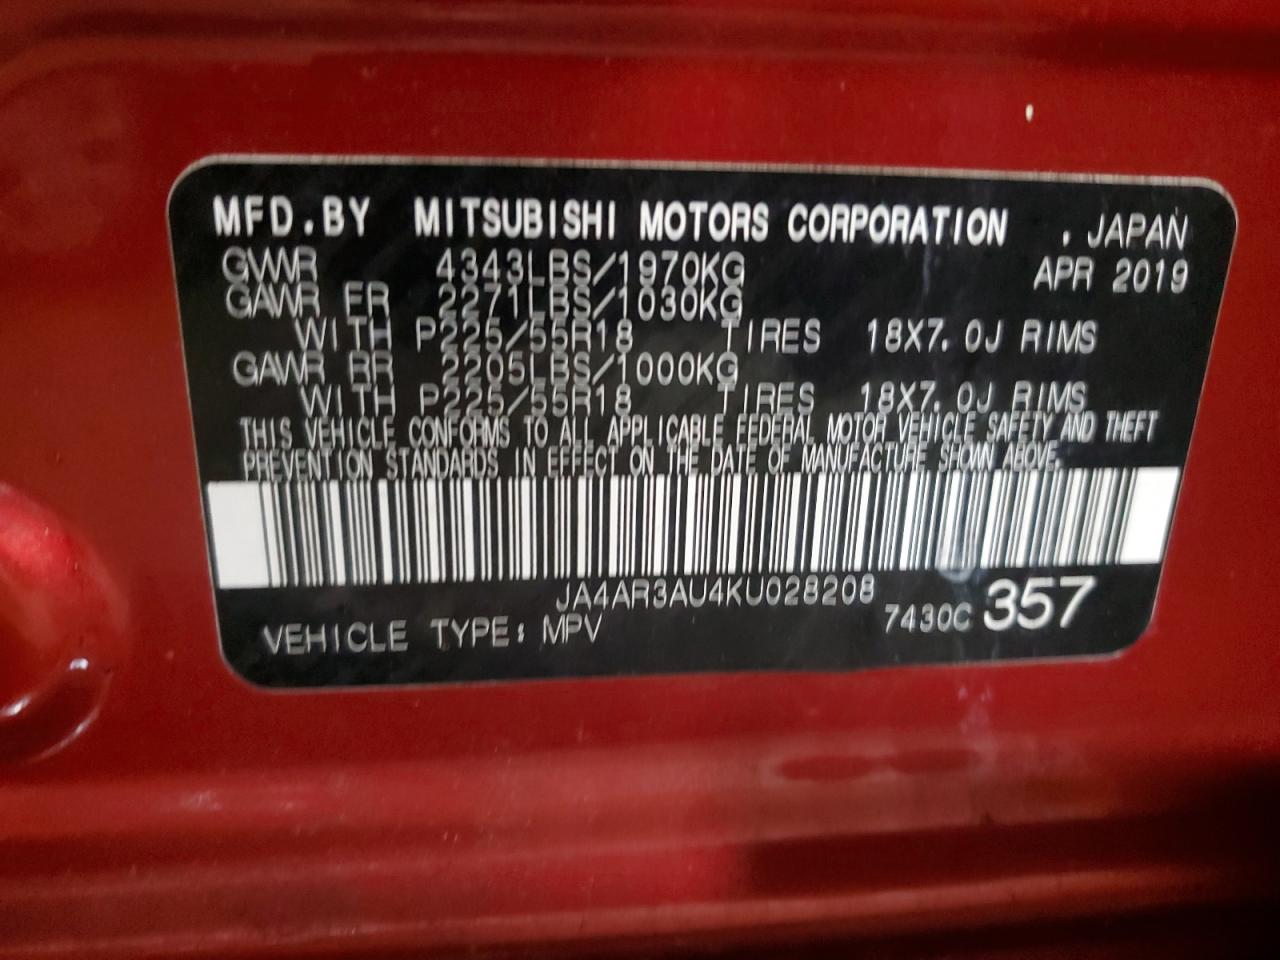 MFD.BY MITSUBISHI MOTORS CORPORATION . JAPAN
GWVR 4343LBS/1970KG APR 2019
GAWR FR 2271LBS/1030KG
WITH P225/55R18 TIRES 18X7.0J RIMS
GAWR RR 2205LBS/1000KG
WITH P225/55R18 TIRES 18X7.0J RIMS
THIS VEHICLE CONFORMS TO ALL APPLICABLE FEDERAL MOTOR VEHICLE SAFETY AND THEFT
PREVENTION STANDARDS IN EFFECT ON THE DATE OF MANUFACTURE SHOWN ABOVE.
JA4AR3AU4KU028208
VEHICLE TYPE: MPV 7430C 357